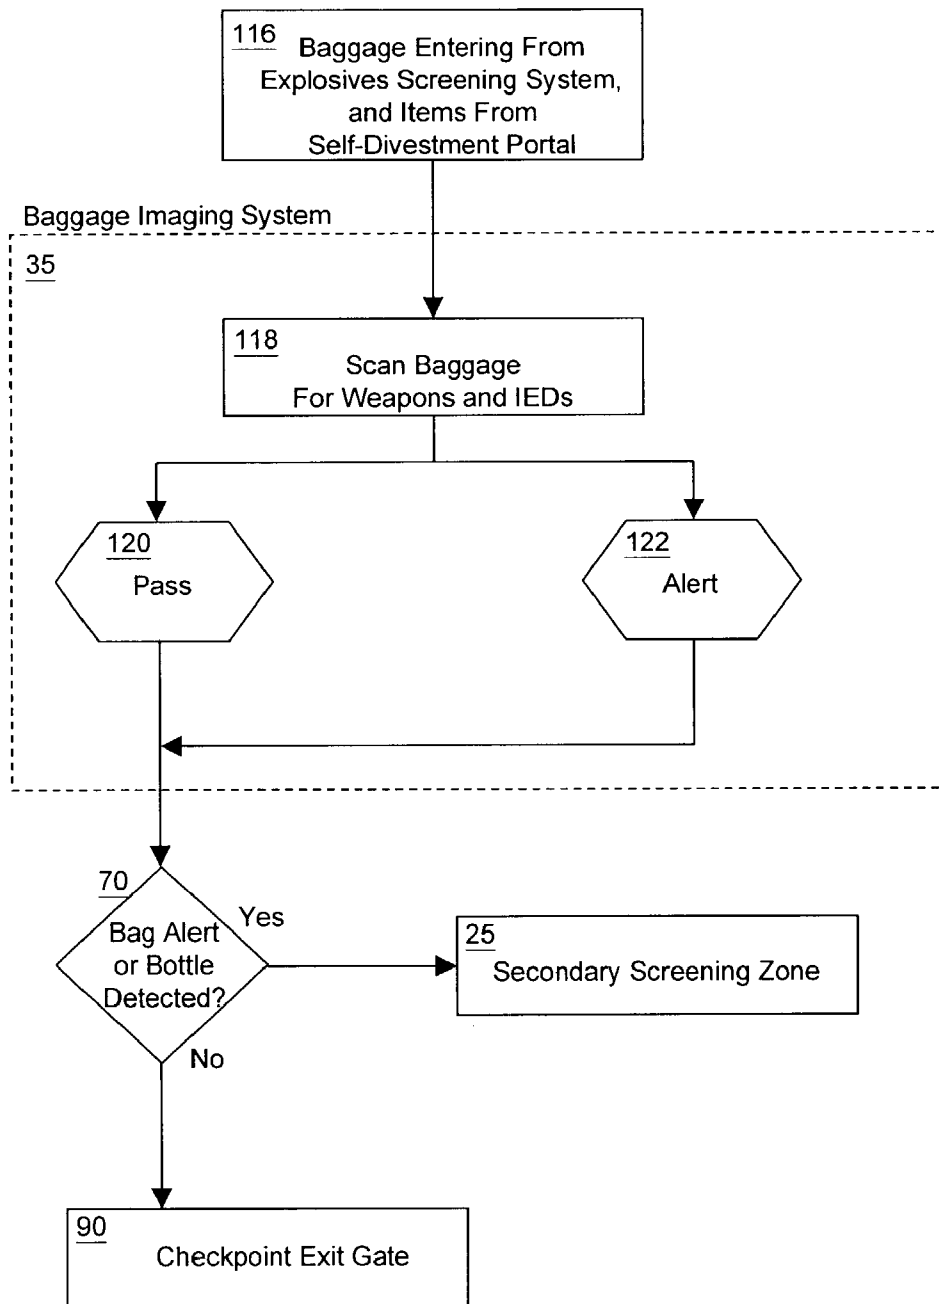 116
Baggage Entering From
Explosives Screening System,
and Items From
Self-Divestment Portal
Baggage Imaging System
35
118
Scan Baggage
For Weapons and IEDs
120
Pass
122
Alert
70
Bag Alert
or Bottle
Detected?
Yes
No
25
Secondary Screening Zone
90
Checkpoint Exit Gate